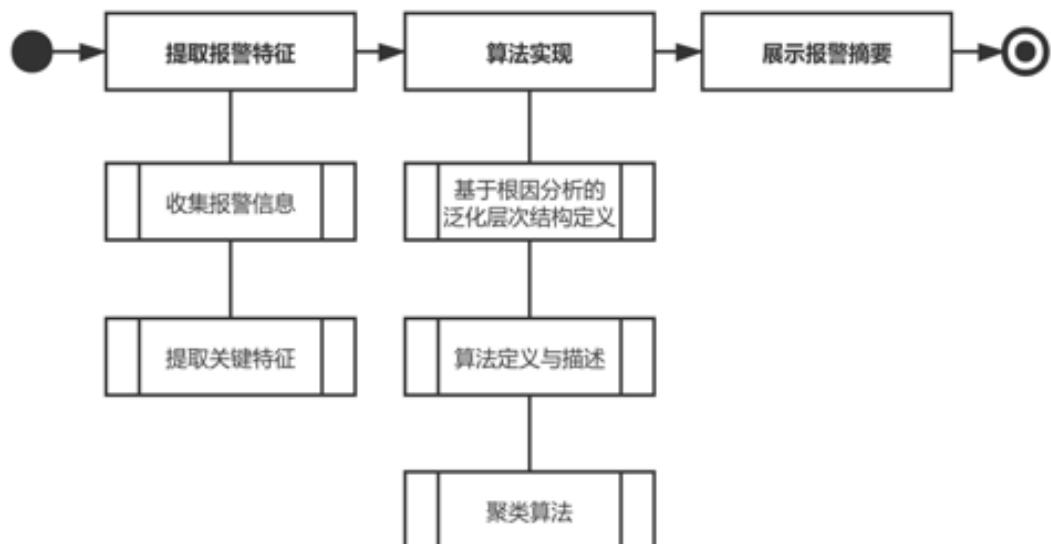 提取报警特征
算法实现
展示报警摘要
收集报警信息
基于根因分析的
泛化层次结构定义
提取关键特征
算法定义与描述
聚类算法